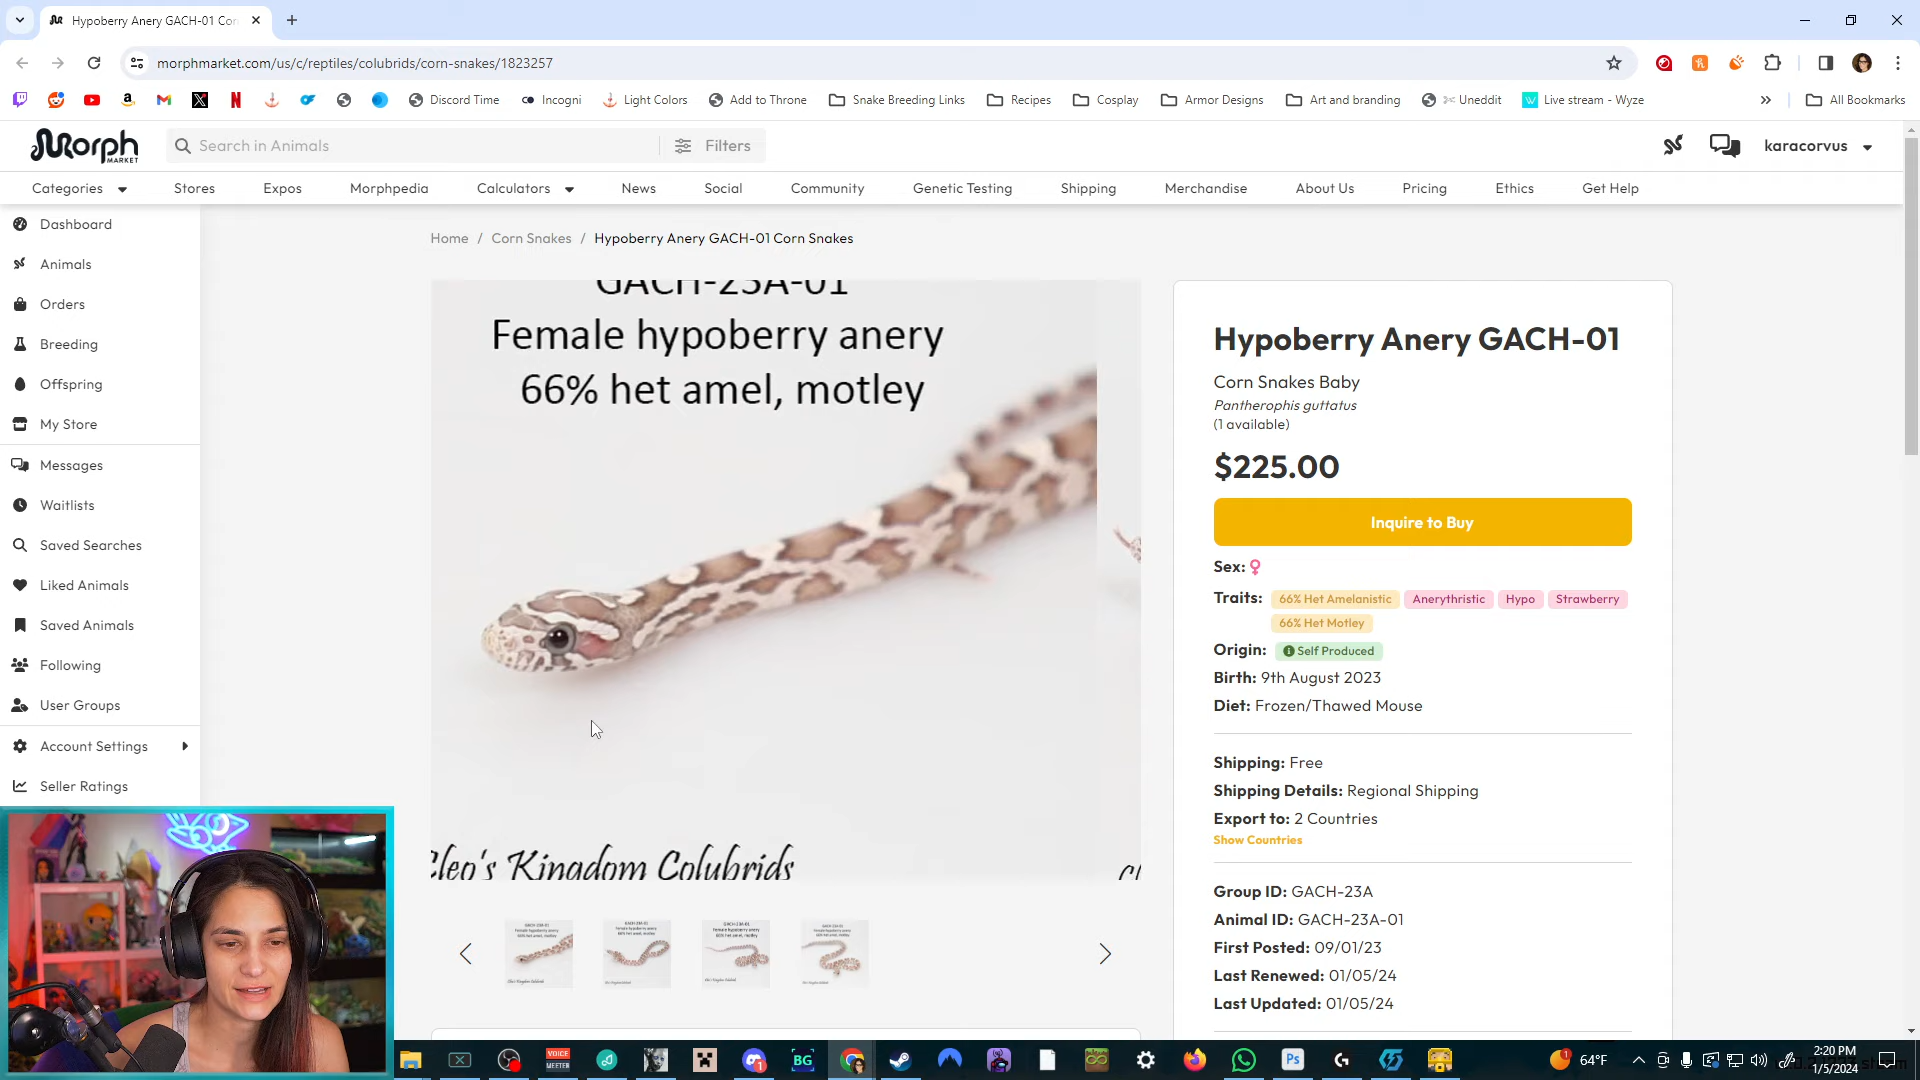 Hypoberry Anery GACH-01 Cor
morphmarket.com/us/c/reptiles/colubrids/corn-snakes/1823257
Discord Time
Incogni
Light Colors
Add to Throne
Snake Breeding Links
Recipes
Cosplay
Armor Designs
Art and branding
Uneddit
Live stream - Wyze
All Bookmarks
Morph
MARKET
Search in Animals
Filters
karacorvus
Categories
Stores
Expos
Morphpedia
Calculators
News
Social
Community
Genetic Testing
Shipping
Merchandise
About Us
Pricing
Ethics
Get Help
Dashboard
Animals
Orders
Breeding
Offspring
My Store
Messages
Waitlists
Saved Searches
Liked Animals
Saved Animals
Following
User Groups
Account Settings
Seller Ratings
Home / Corn Snakes / Hypoberry Anery GACH-01 Corn Snakes
GACH-23A-01
Female hypoberry anery
66% het amel, motley
Cleo's Kingdom Colubrids
Hypoberry Anery GACH-01
Corn Snakes Baby
Pantherophis guttatus
(1 available)
$225.00
Inquire to Buy
Sex:
Traits: 66% Het Amelanistic Anerythristic Hypo Strawberry
66% Het Motley
Origin: Self Produced
Birth: 9th August 2023
Diet: Frozen/Thawed Mouse
Shipping: Free
Shipping Details: Regional Shipping
Export to: 2 Countries
Show Countries
Group ID: GACH-23A
Animal ID: GACH-23A-01
First Posted: 09/01/23
Last Renewed: 01/05/24
Last Updated: 01/05/24
VOICE
MEETER
BG
Ps
64°F
2:20 PM
1/5/2024